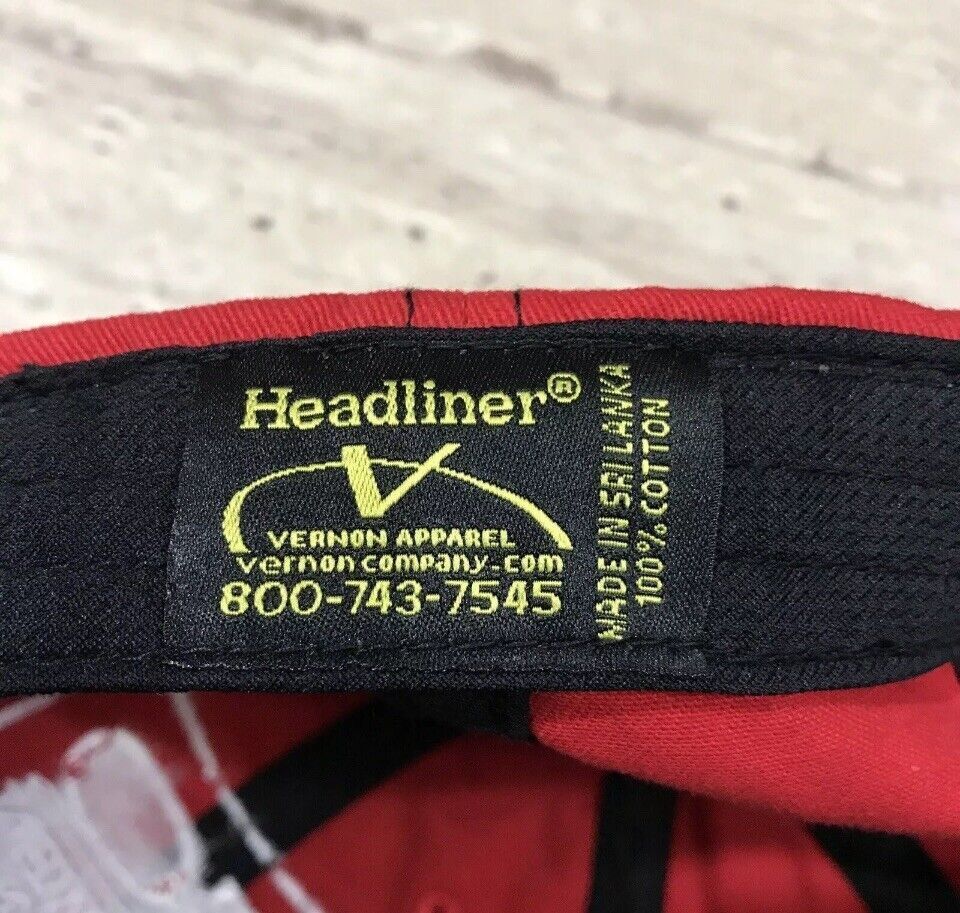 Headliner®
V
VERNON APPAREL
vernoncompany.com
800-743-7545
MADE IN SRI LANKA
100% COTTON